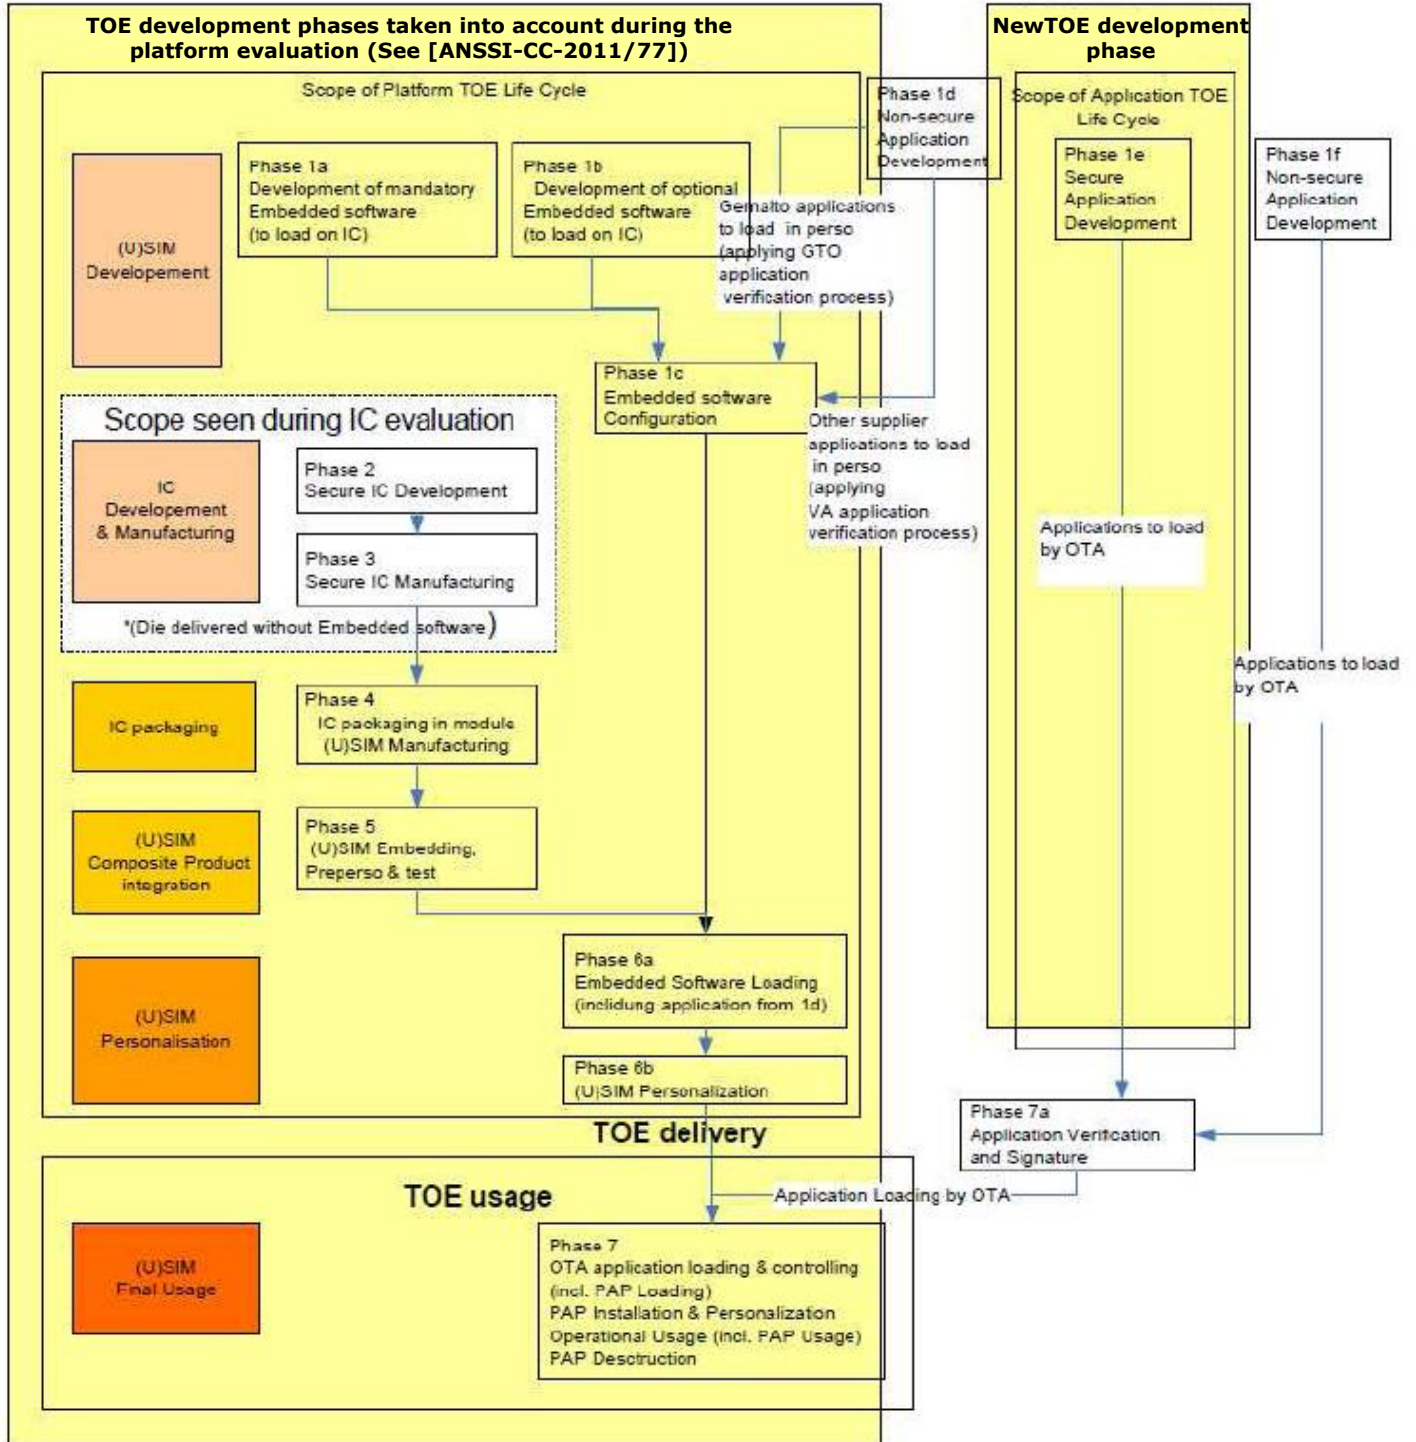 TOE development phases taken into account during the
platform evaluation (See [ANSSI-CC-2011/77])
NewTOE development
phase
Scope of Platform TOE Life Cycle
Phase 1d
Non-secure
Application
Development
Scope of Application TOE
Life Cycle
(U)SIM
Developement
Phase 1a
Development of mandatory
Embedded software
(to load on IC)
Phase 1b
Development of optional
Embedded software
(to load on IC)
Gemalto applications
to load in perso
(applying GTO
application
verification process)
Phase 1e
Secure
Application
Development
Phase 1f
Non-secure
Application
Development
Phase 1c
Embedded software
Configuration
Other supplier
applications to load
in perso
(applying
VA application
verification process)
Scope seen during IC evaluation
IC
Developement
& Manufacturing
Phase 2
Secure IC Development
Phase 3
Secure IC Manufacturing
*(Die delivered without Embedded software)
Applications to load
by OTA
Applications to load
by OTA
IC packaging
Phase 4
IC packaging in module
(U)SIM Manufacturing
(U)SIM
Composite Product
integration
Phase 5
(U)SIM Embedding,
Preperso & test
(U)SIM
Personalisation
Phase 6a
Embedded Software Loading
(inclidung application from 1d)
Phase 6b
(U)SIM Personalization
TOE delivery
Phase 7a
Application Verification
and Signature
TOE usage
Application Loading by OTA
(U)SIM
Final Usage
Phase 7
OTA application loading & controlling
(incl. PAP Loading)
PAP Installation & Personalization
Operational Usage (incl. PAP Usage)
PAP Desctruction